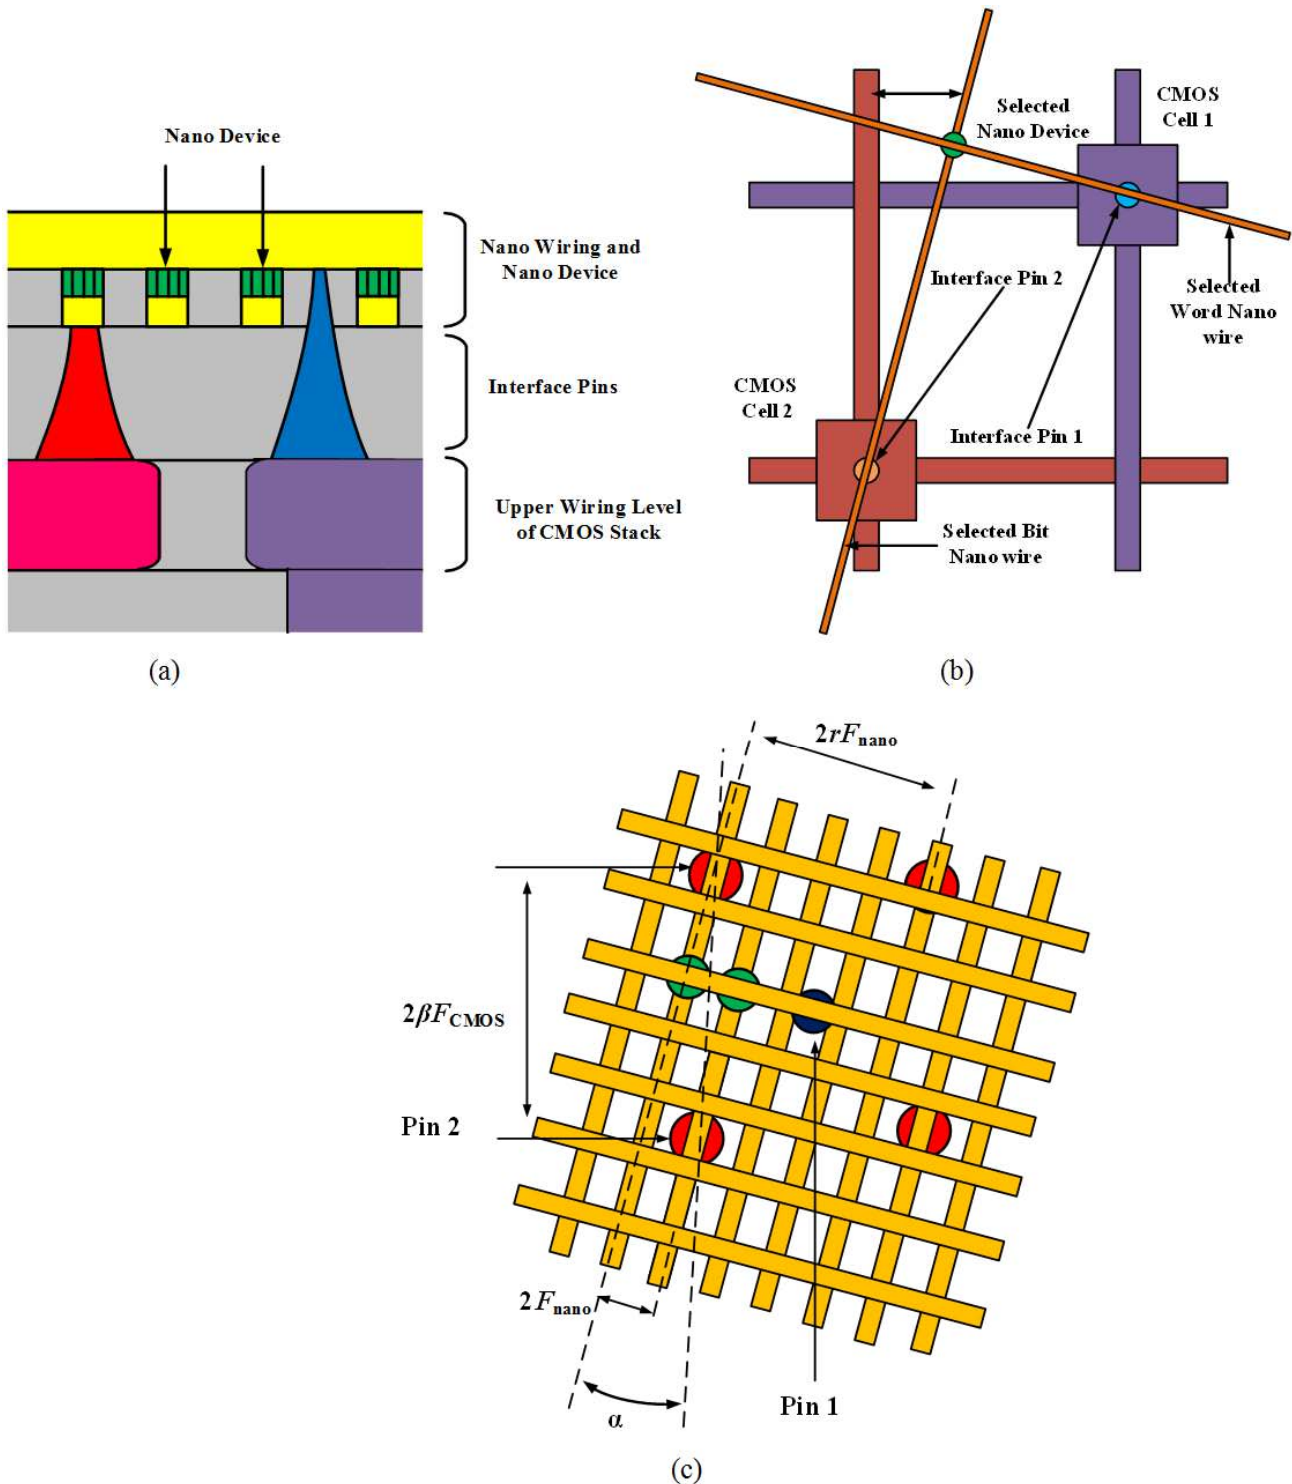 Nano Device
Nano Wiring and
Nano Device
Interface Pins
Upper Wiring Level
of CMOS Stack
(a)
CMOS
Cell 1
Selected
Nano Device
Interface Pin 2
Selected
Word Nano
wire
CMOS
Cell 2
Interface Pin 1
Selected Bit
Nano wire
(b)
2rFnano
2βFCMOS
Pin 2
2Fnano
α
Pin 1
(c)